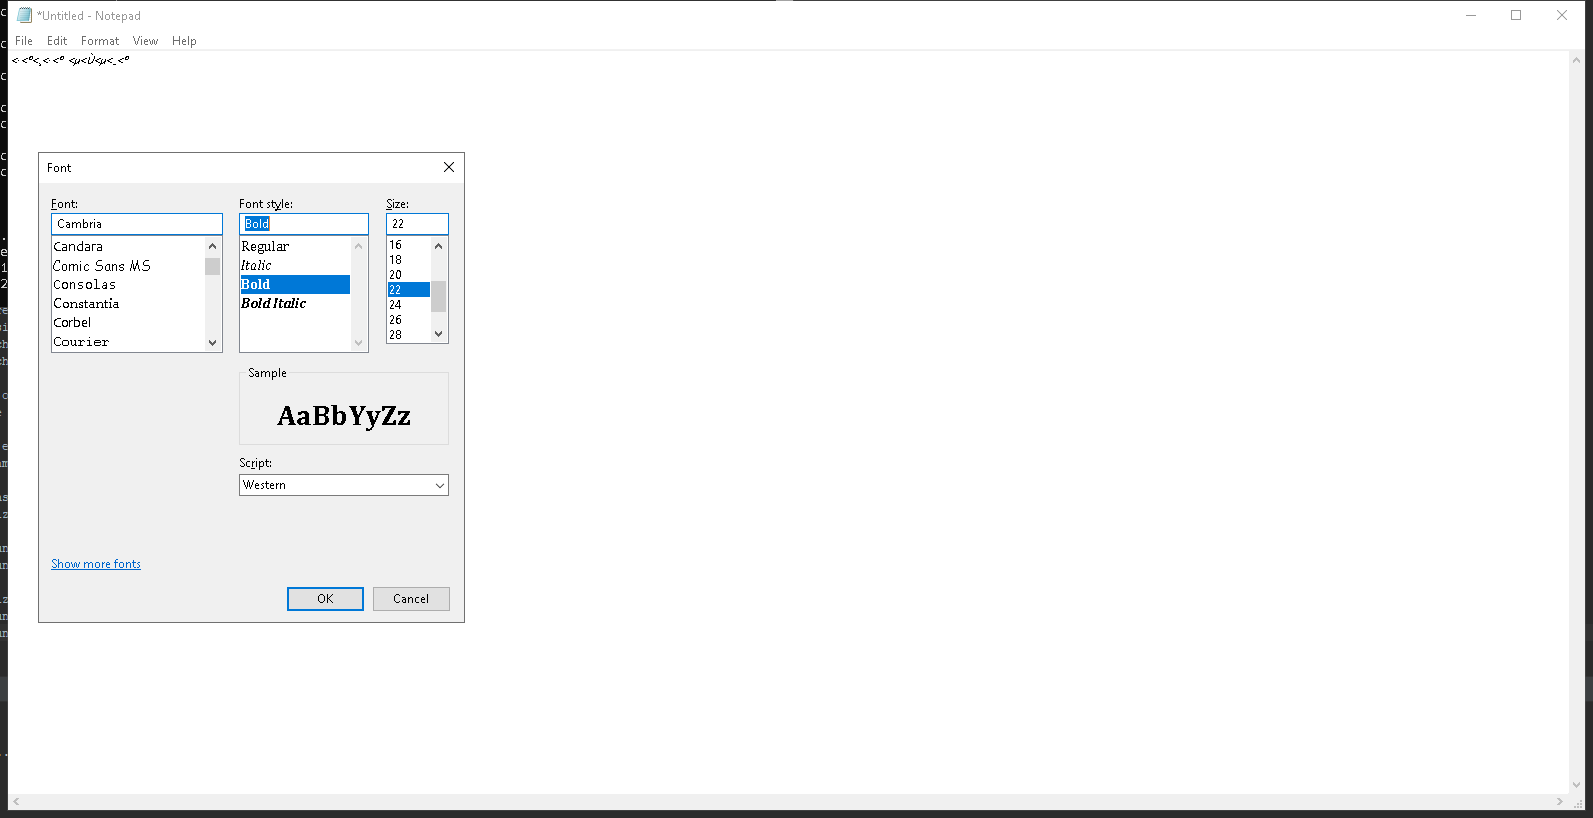 *Untitled - Notepad
File Edit Format View Help
Font
Font: Font style: Size:
Cambria Bold 22
Candara Regular 16
Comic Sans MS Italic 18
Consolas Bold 20
Constantia Bold Italic 22
Corbel 24
Courier 26
28
Sample
AaBbYyZz
Script:
Western
Show more fonts
OK Cancel